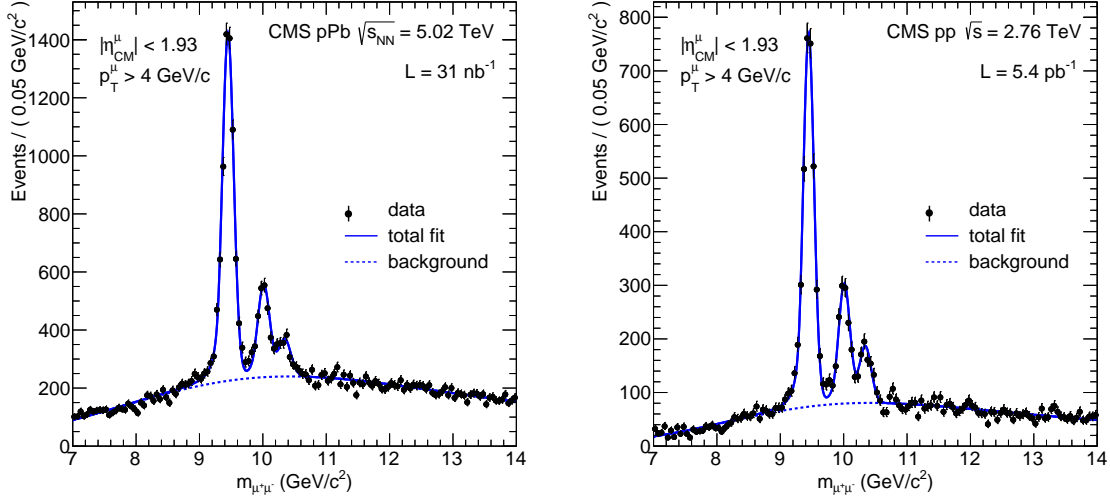 CMS pPb √s_NN = 5.02 TeV
|η^μ_CM| < 1.93
p_T^μ > 4 GeV/c
L = 31 nb⁻¹
data
total fit
background
Events / ( 0.05 GeV/c² )
1400
1200
1000
800
600
400
200
0
7 8 9 10 11 12 13 14
m_μ⁺μ⁻ (GeV/c²)
CMS pp √s = 2.76 TeV
|η^μ_CM| < 1.93
p_T^μ > 4 GeV/c
L = 5.4 pb⁻¹
data
total fit
background
Events / ( 0.05 GeV/c² )
800
700
600
500
400
300
200
100
0
7 8 9 10 11 12 13 14
m_μ⁺μ⁻ (GeV/c²)